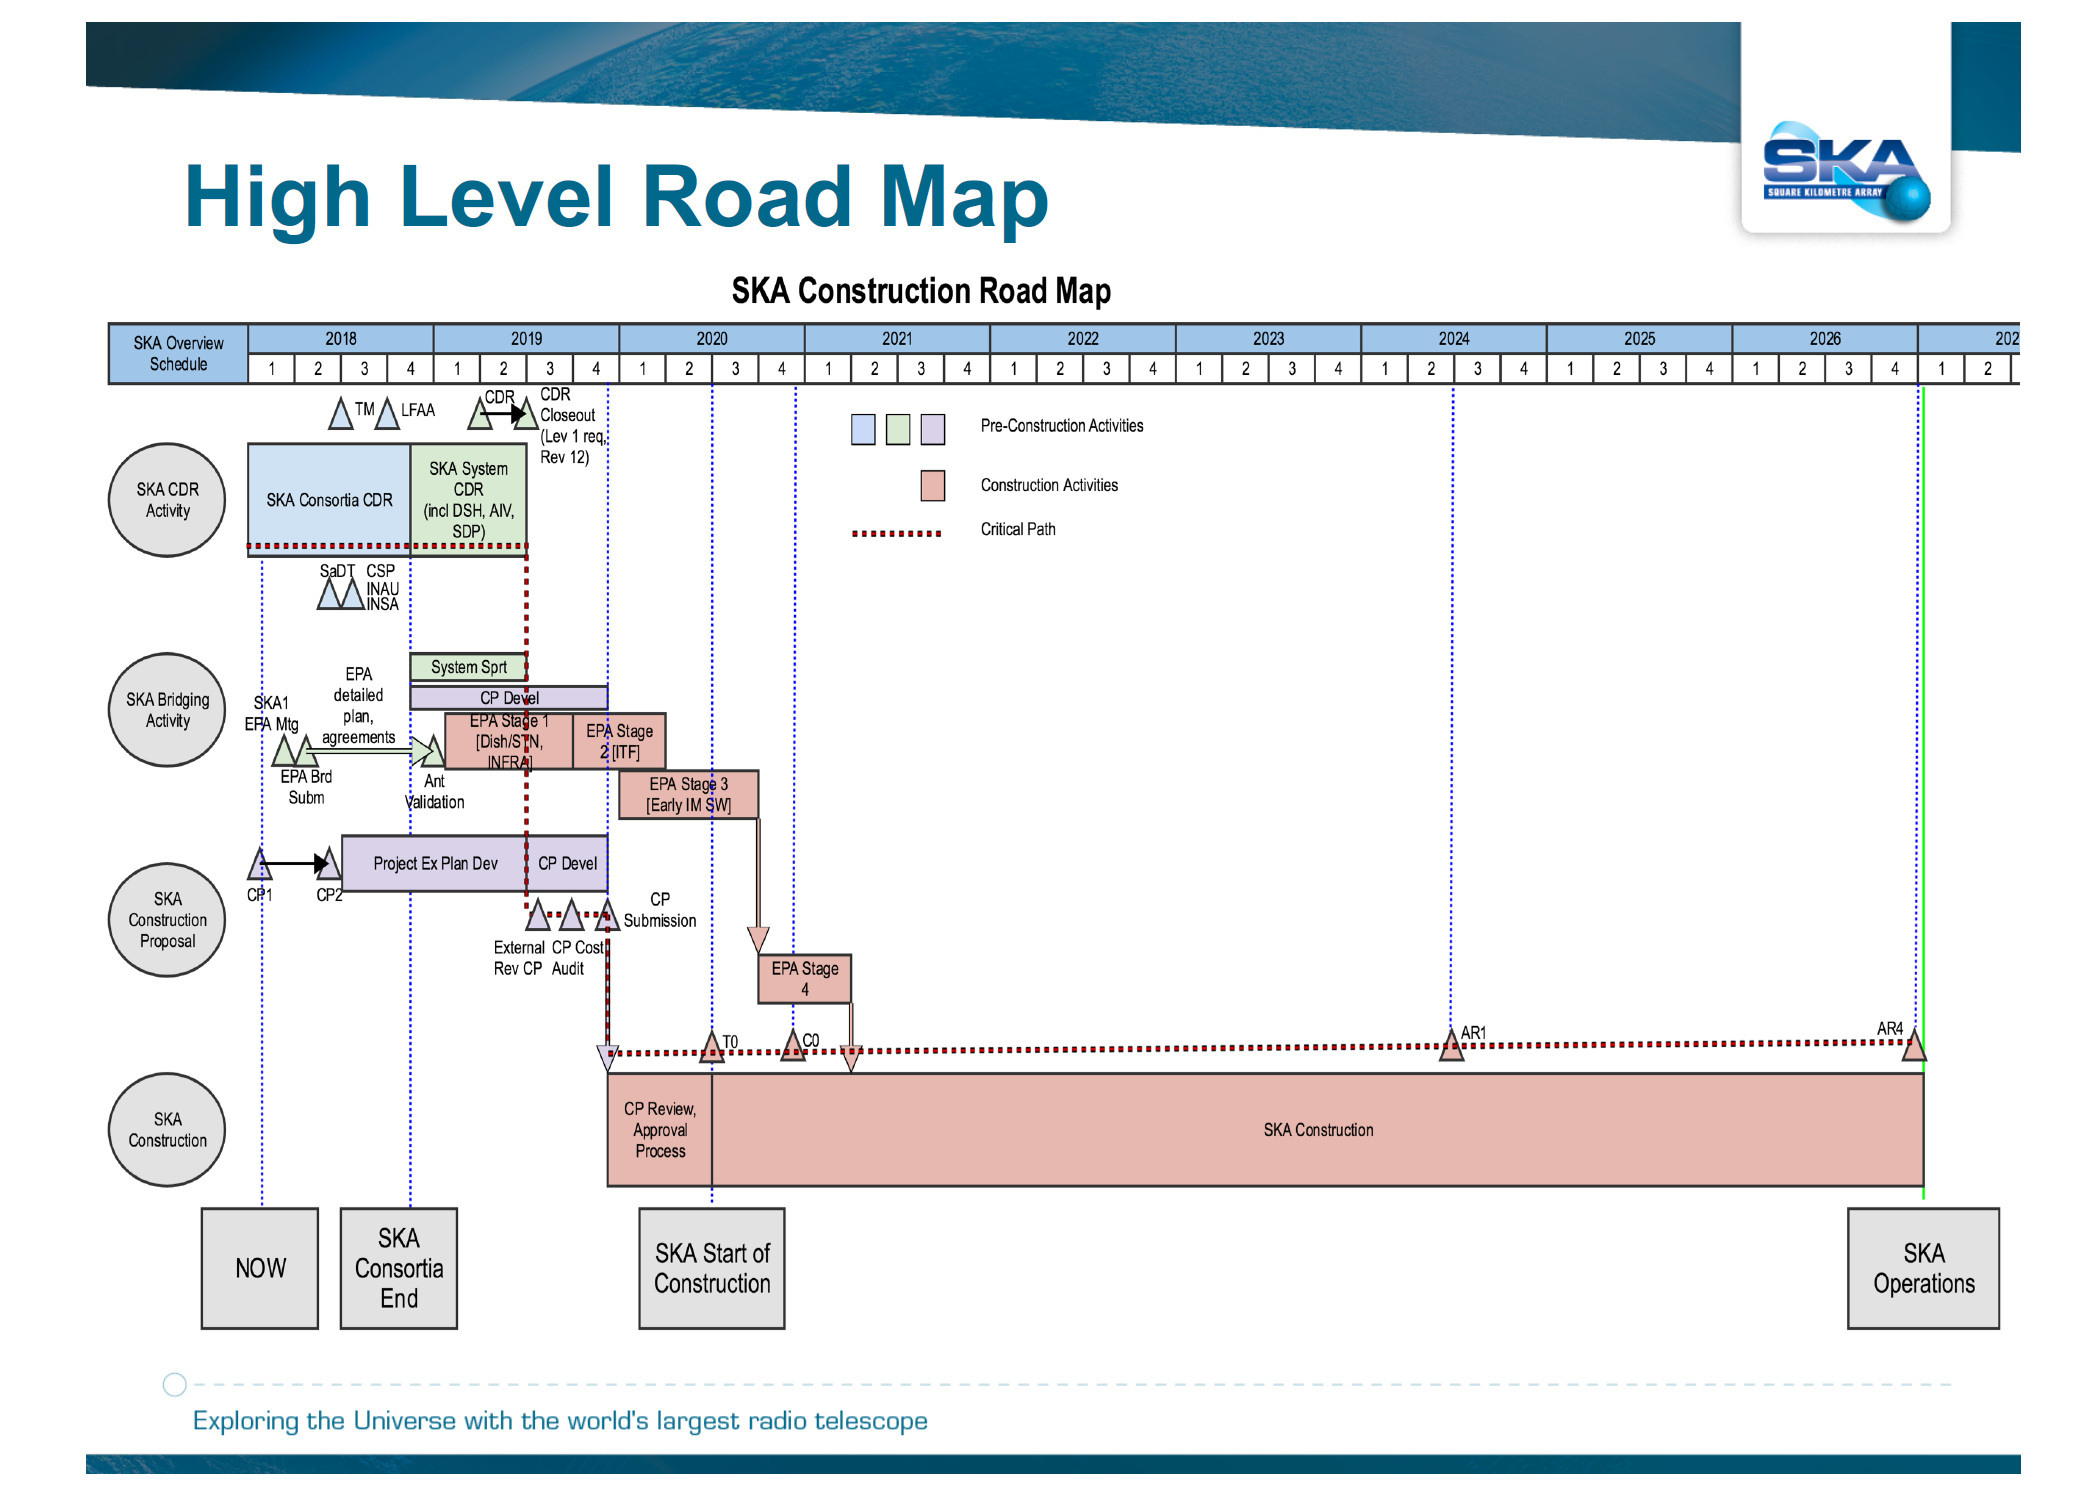 SKA
SQUARE KILOMETRE ARRAY
High Level Road Map
SKA Construction Road Map
SKA Overview
Schedule
2018
2019
2020
2021
2022
2023
2024
2025
2026
202
1 2 3 4 1 2 3 4 1 2 3 4 1 2 3 4 1 2 3 4 1 2 3 4 1 2 3 4 1 2 3 4 1 2 3 4 1 2
TM
LFAA
CDR
CDR
Closeout
(Lev 1 req,
Rev 12)
Pre-Construction Activities
Construction Activities
Critical Path
SKA CDR
Activity
SKA Consortia CDR
SKA System
CDR
(incl DSH, AIV,
SDP)
SaDT
CSP
INAU
INSA
SKA Bridging
Activity
SKA1
EPA Mtg
EPA
detailed
plan,
agreements
EPA Brd
Subm
Ant
Validation
System Sprt
CP Devel
EPA Stage 1
[Dish/STN,
INFRA]
EPA Stage
2 [ITF]
EPA Stage 3
[Early IM SW]
SKA
Construction
Proposal
CP1
CP2
Project Ex Plan Dev
CP Devel
CP
Submission
External
Rev CP
CP Cost
Audit
EPA Stage
4
T0
C0
AR1
AR4
SKA
Construction
CP Review,
Approval
Process
SKA Construction
NOW
SKA
Consortia
End
SKA Start of
Construction
SKA
Operations
Exploring the Universe with the world's largest radio telescope